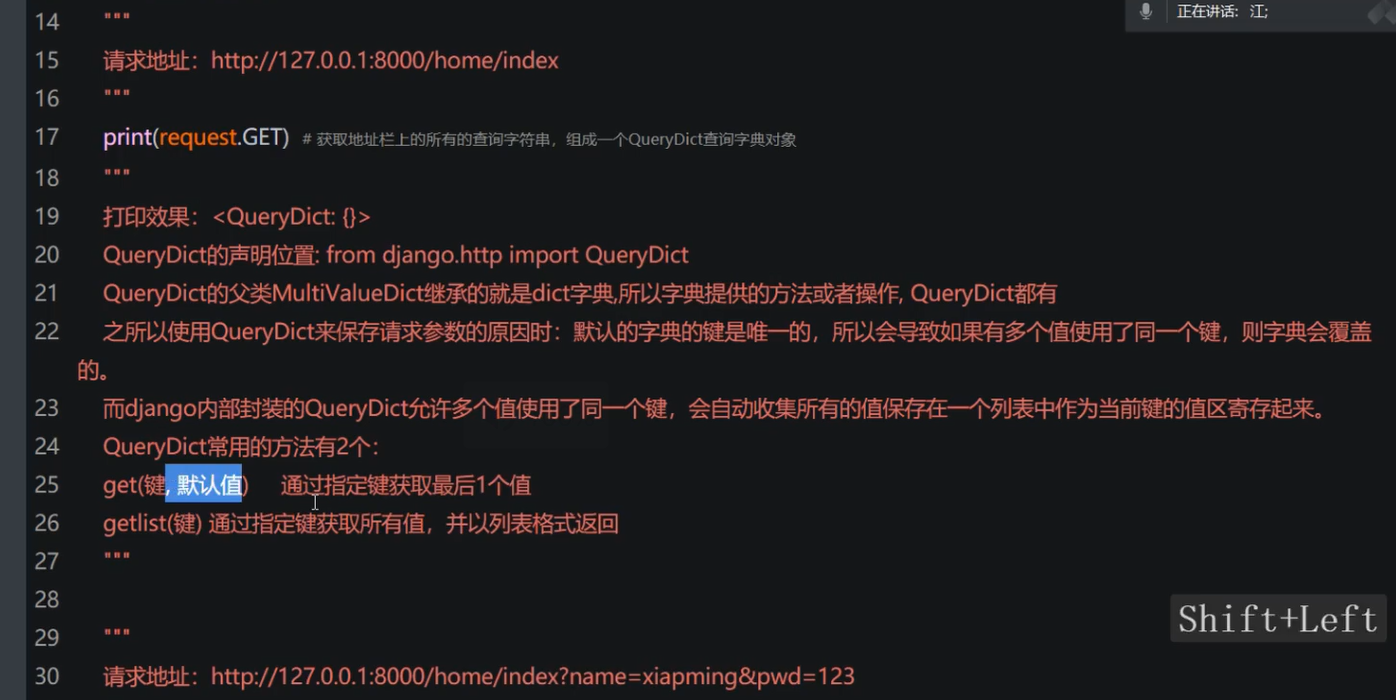 正在讲话: 江;
14 """
15 请求地址：http://127.0.0.1:8000/home/index
16 """
17 print(request.GET) # 获取地址栏上的所有的查询字符串，组成一个QueryDict查询字典对象
18 """
19 打印效果：<QueryDict: {}>
20 QueryDict的声明位置: from django.http import QueryDict
21 QueryDict的父类MultiValueDict继承的就是dict字典,所以字典提供的方法或者操作, QueryDict都有
22 之所以使用QueryDict来保存请求参数的原因时：默认的字典的键是唯一的，所以会导致如果有多个值使用了同一个键，则字典会覆盖
的。
23 而django内部封装的QueryDict允许多个值使用了同一个键，会自动收集所有的值保存在一个列表中作为当前键的值区寄存起来。
24 QueryDict常用的方法有2个：
25 get(键, 默认值) 通过指定键获取最后1个值
26 getlist(键) 通过指定键获取所有值，并以列表格式返回
27 """
28
Shift+Left
29 """
30 请求地址：http://127.0.0.1:8000/home/index?name=xiapming&pwd=123